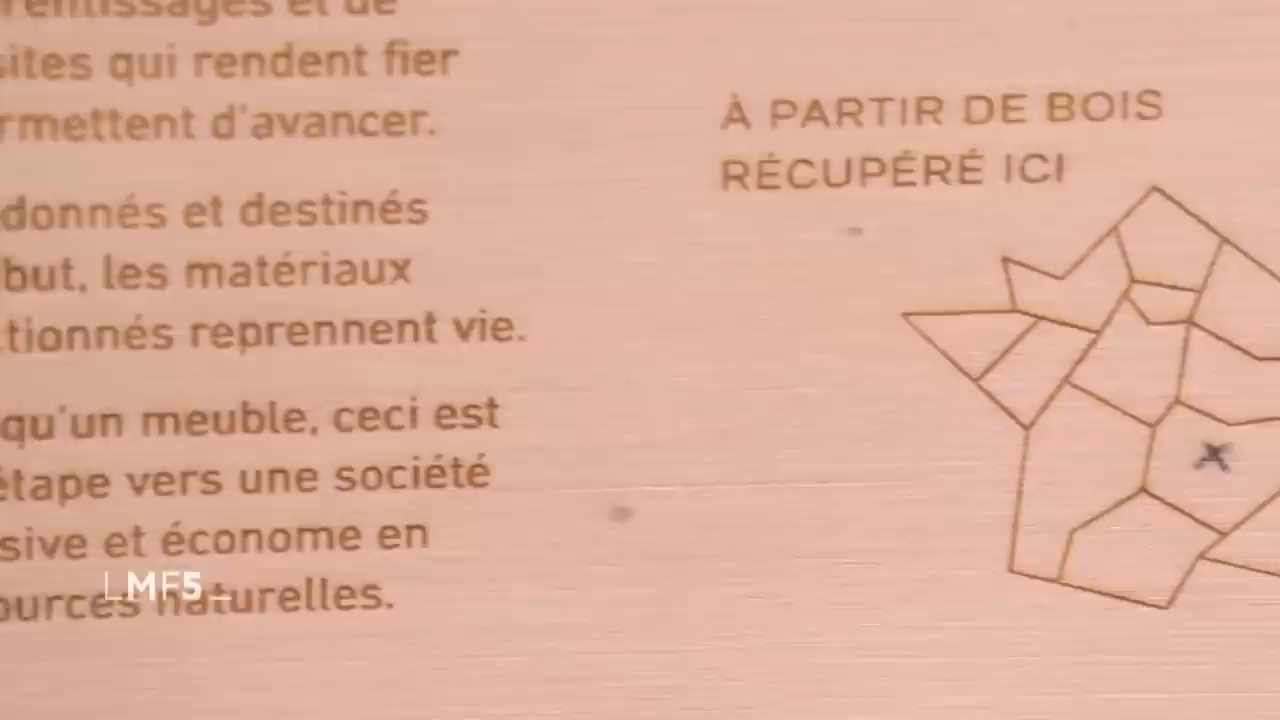 sites qui rendent fier
rmettent d'avancer.
donnés et destinés
but, les matériaux
tionnés reprennent vie.
qu'un meuble, ceci est
étape vers une société
sive et économe en
ources naturelles.
À PARTIR DE BOIS
RÉCUPÉRÉ ICI
LMF5_